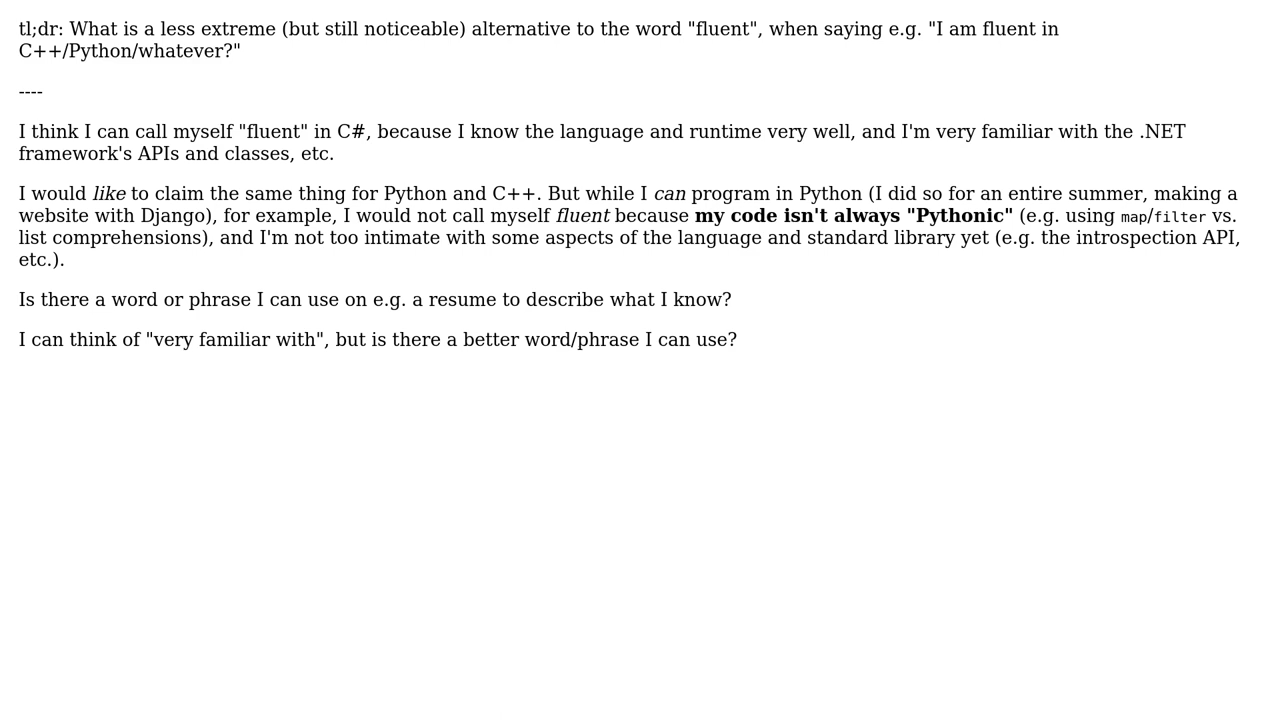 tl;dr: What is a less extreme (but still noticeable) alternative to the word "fluent", when saying e.g. "I am fluent in
C++/Python/whatever?"
----
I think I can call myself "fluent" in C#, because I know the language and runtime very well, and I'm very familiar with the .NET
framework's APIs and classes, etc.
I would like to claim the same thing for Python and C++. But while I can program in Python (I did so for an entire summer, making a
website with Django), for example, I would not call myself fluent because my code isn't always "Pythonic" (e.g. using map/filter vs.
list comprehensions), and I'm not too intimate with some aspects of the language and standard library yet (e.g. the introspection API,
etc.).
Is there a word or phrase I can use on e.g. a resume to describe what I know?
I can think of "very familiar with", but is there a better word/phrase I can use?